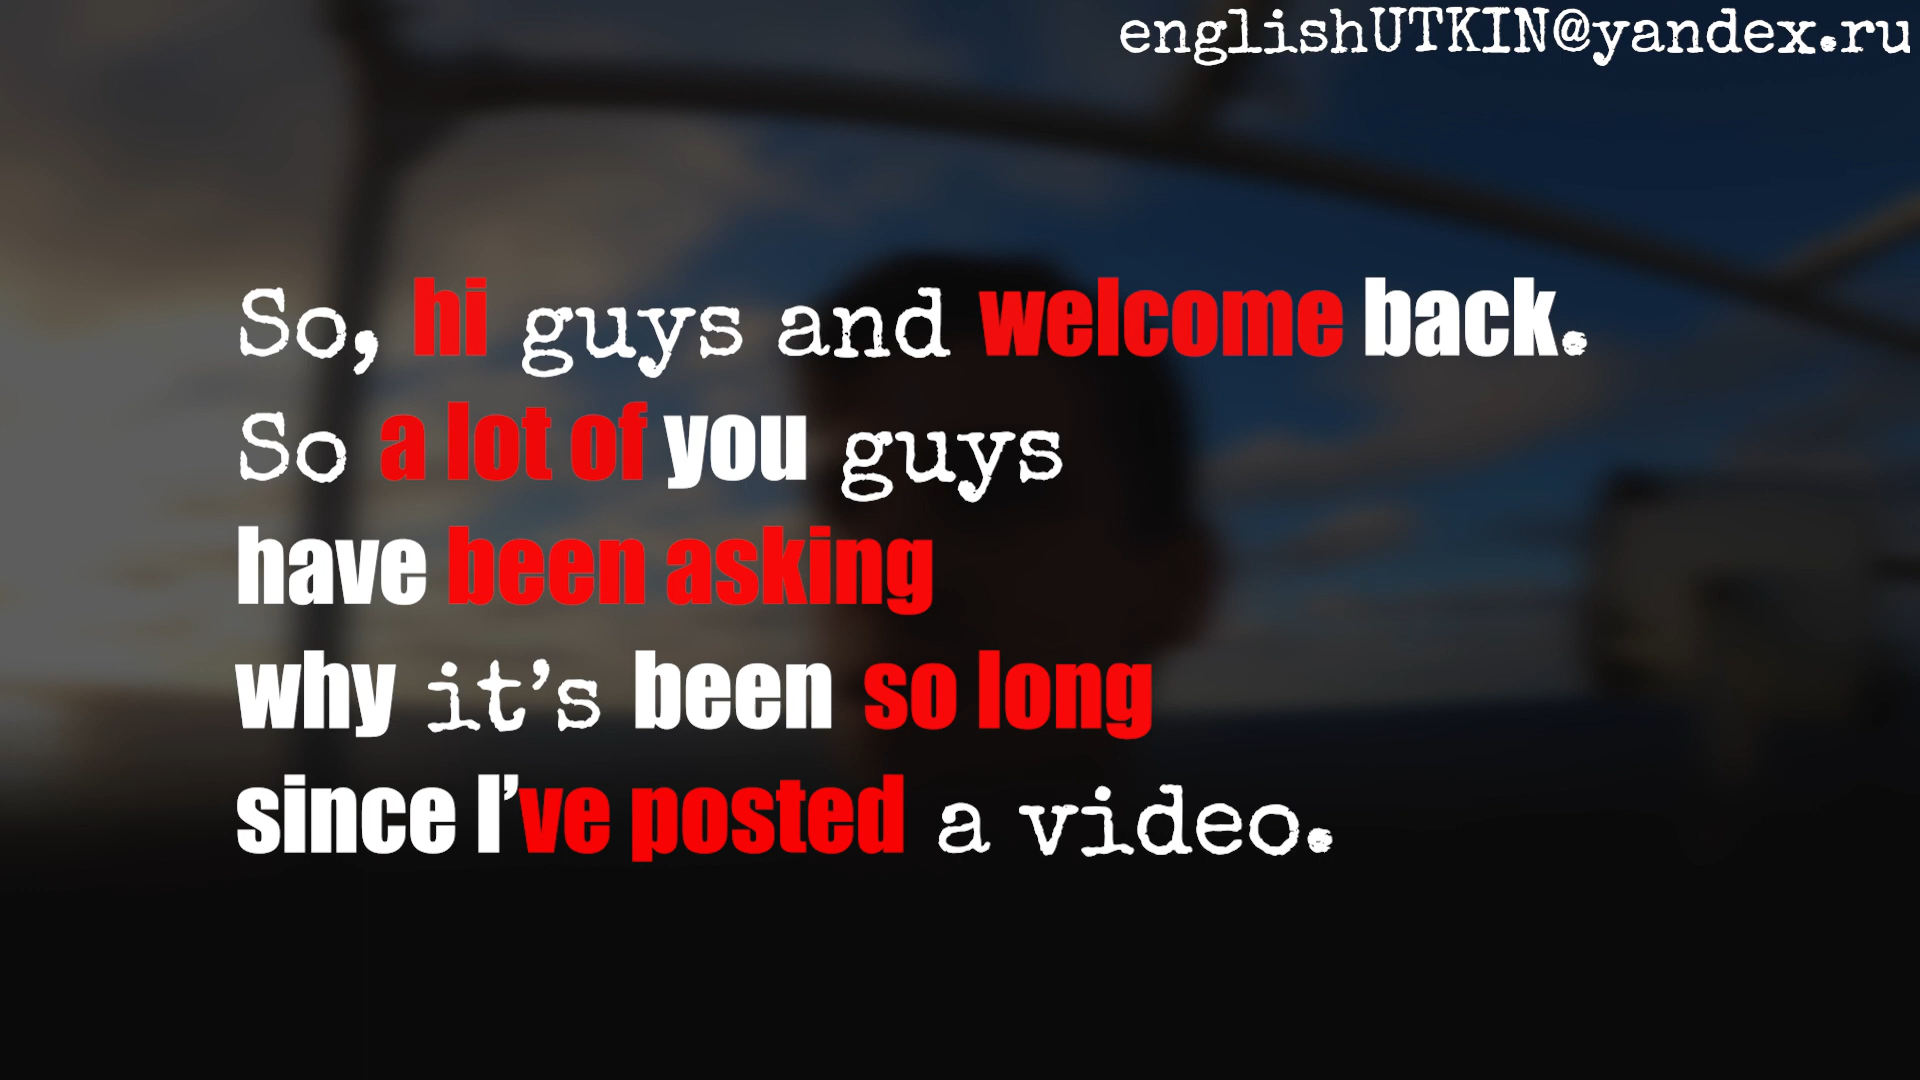 englishUTKIN@yandex.ru
So, hi guys and welcome back.
So a lot of you guys
have been asking
why it's been so long
since I've posted a video.